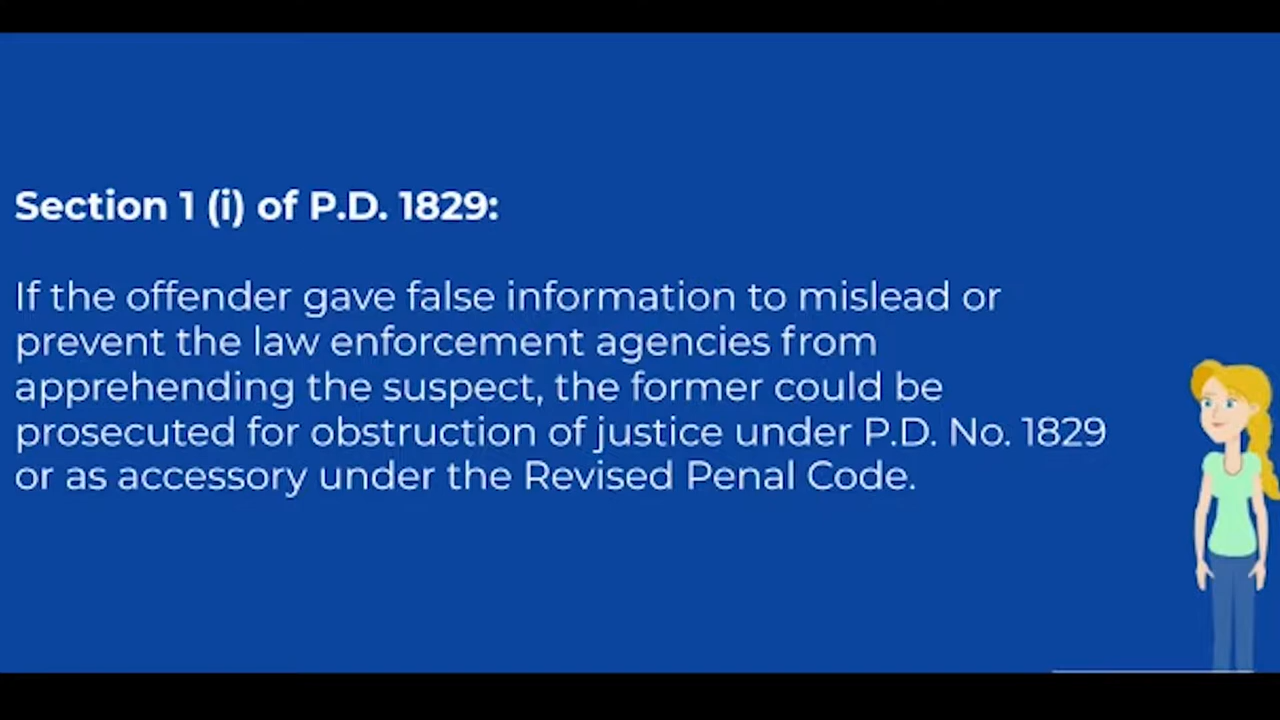 Section 1 (i) of P.D. 1829:
If the offender gave false information to mislead or
prevent the law enforcement agencies from
apprehending the suspect, the former could be
prosecuted for obstruction of justice under P.D. No. 1829
or as accessory under the Revised Penal Code.